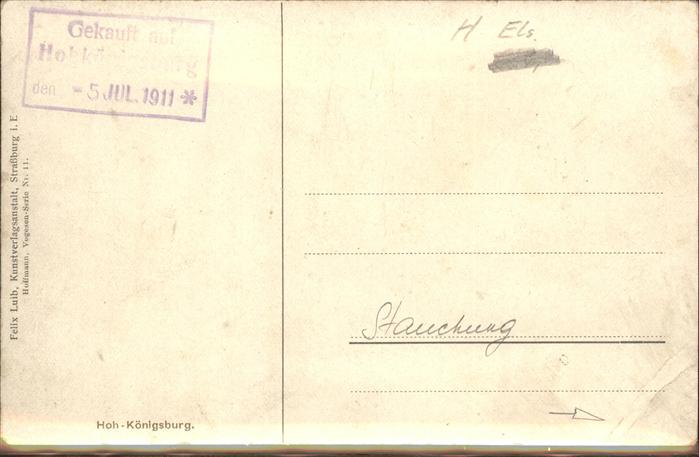 Gekauft auf
Hohkönigsburg
den -5 JUL. 1911 *
H Els.
Felix Luib, Kunstverlagsanstalt, Straßburg i. E
Hoffmann, Vogesen-Serie Nr. 11.
Stauchung
Hoh-Königsburg.